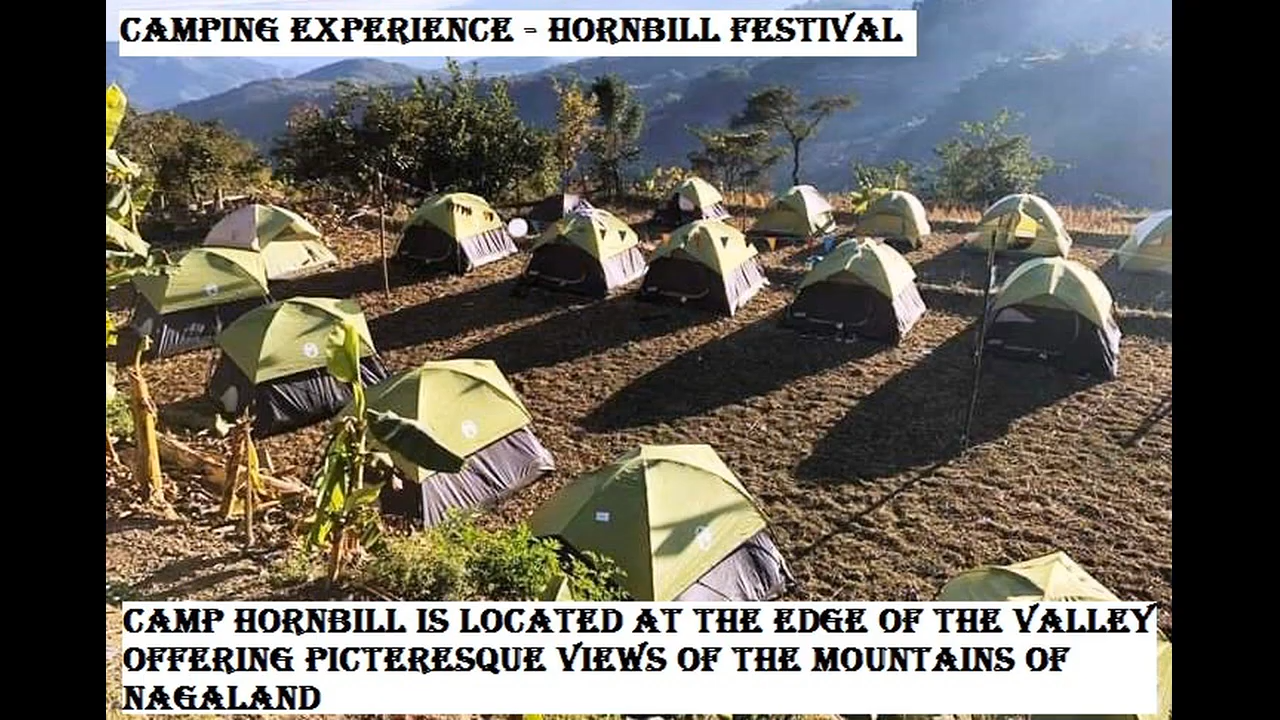 CAMPING EXPERIENCE - HORNBILL FESTIVAL
CAMP HORNBILL IS LOCATED AT THE EDGE OF THE VALLEY
OFFERING PICTERESQUE VIEWS OF THE MOUNTAINS OF
NAGALAND